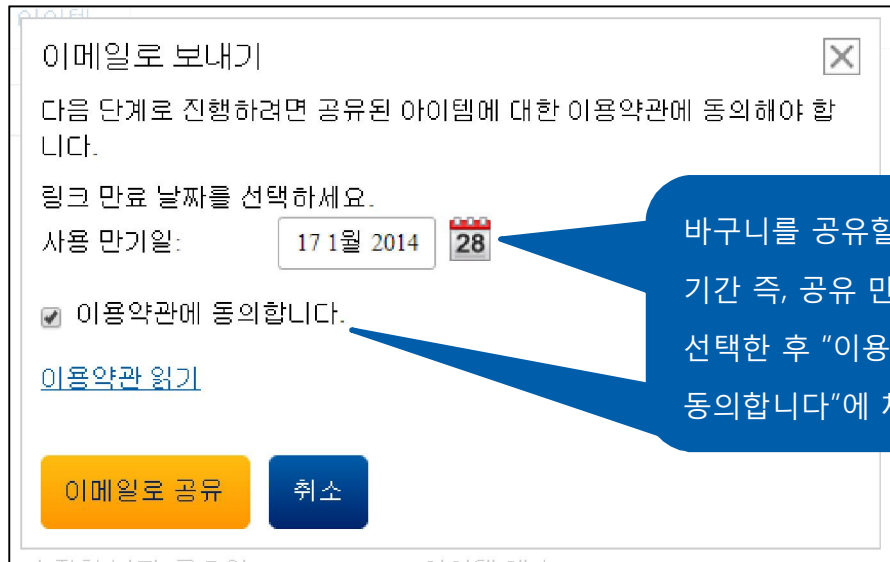 이메일로 보내기
다음 단계로 진행하려면 공유된 아이템에 대한 이용약관에 동의해야 합
니다.
링크 만료 날짜를 선택하세요.
사용 만기일: 17 1월 2014 28
이용약관에 동의합니다.
이용약관 읽기
이메일로 공유 취소
바구니를 공유할
기간 즉, 공유 만
선택한 후 "이용
동의합니다"에